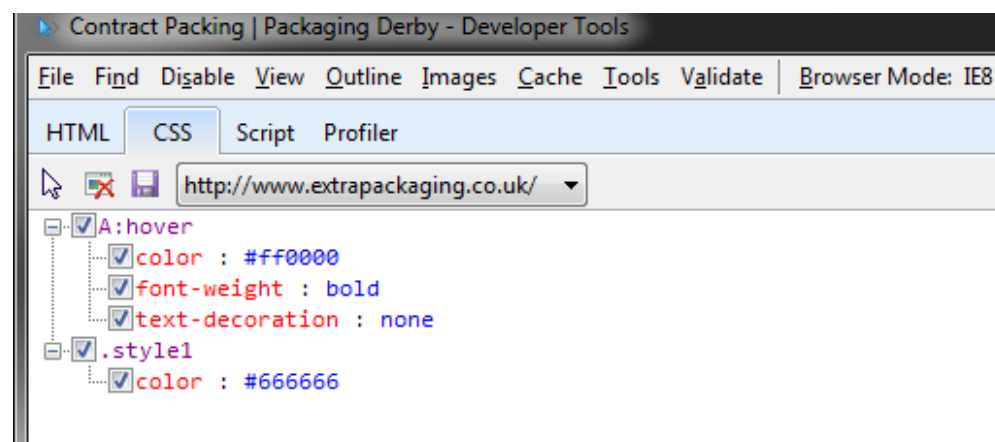 Contract Packing | Packaging Derby - Developer Tools
File Find Disable View Outline Images Cache Tools Validate Browser Mode: IE8
HTML CSS Script Profiler
http://www.extrapackaging.co.uk/
A:hover
color : #ff0000
font-weight : bold
text-decoration : none
.style1
color : #666666